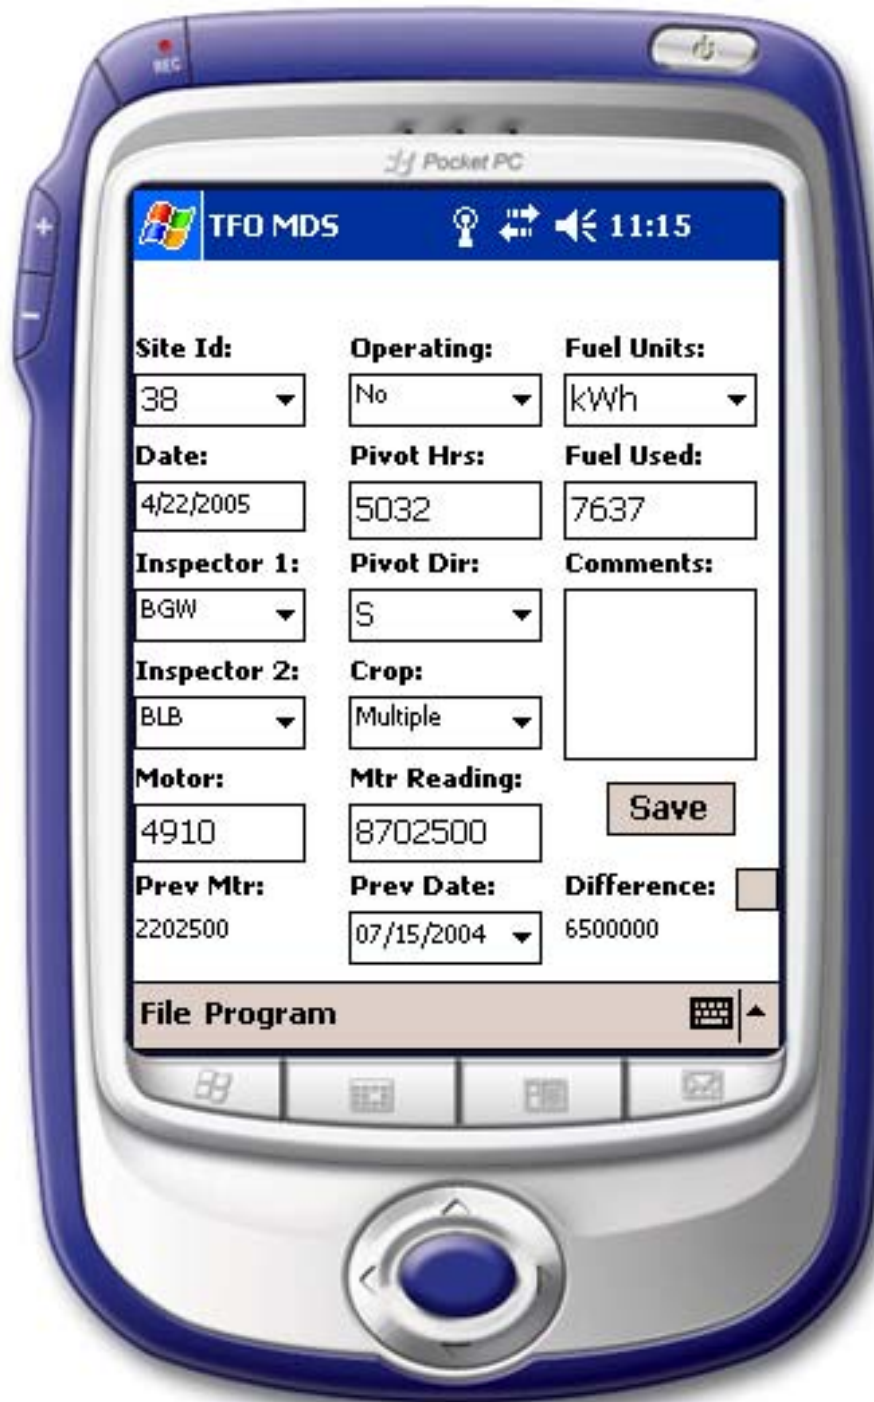 REC
Pocket PC
TFO MDS 11:15
Site Id: Operating: Fuel Units:
38 No kWh
Date: Pivot Hrs: Fuel Used:
4/22/2005 5032 7637
Inspector 1: Pivot Dir: Comments:
BGW S
Inspector 2: Crop:
BLB Multiple
Motor: Mtr Reading:
Save
4910 8702500
Prev Mtr: Prev Date: Difference:
2202500 07/15/2004 6500000
File Program